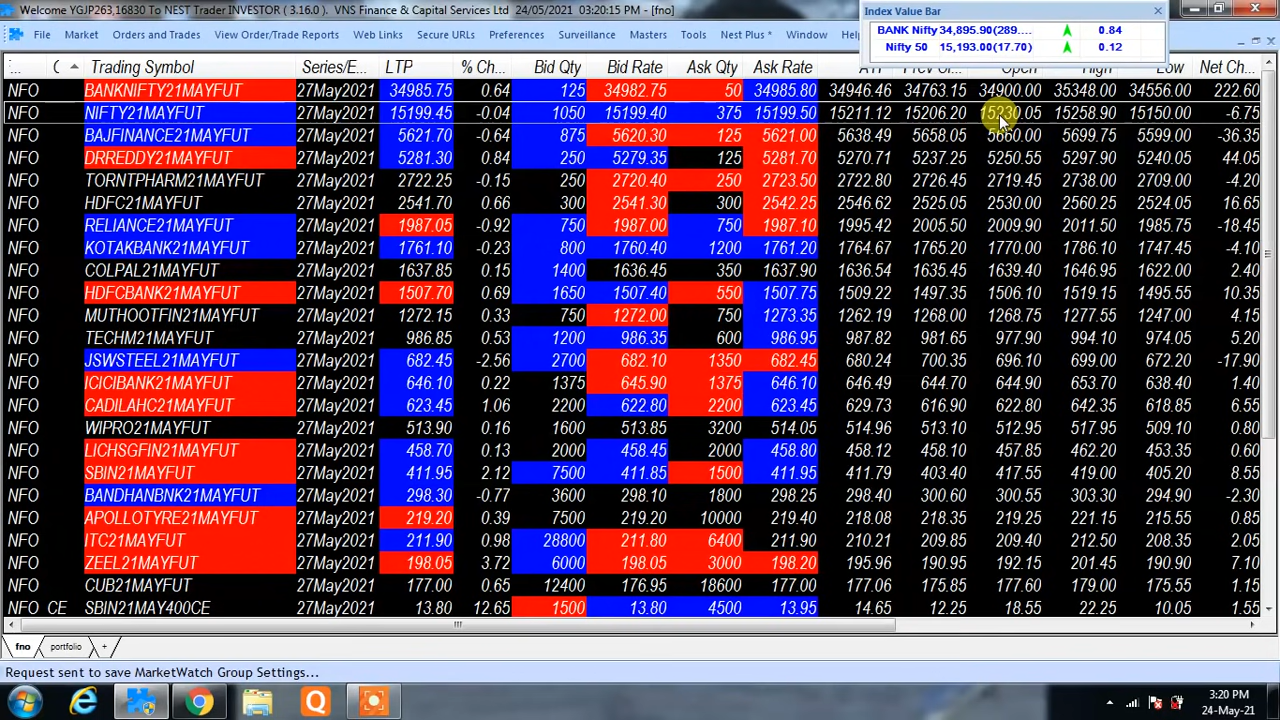 Welcome YGJP263,16830 To NEST Trader INVESTOR ( 3.16.0 ). VNS Finance & Capital Services Ltd 24/05/2021 03:20:15 PM - [fno]
Index Value Bar
BANK Nifty 34,895.90(289.... 0.84
Nifty 50 15,193.00(17.70) 0.12
File Market Orders and Trades Web Links Secure URLs Preferences Surveillance Masters Tools Nest Plus * Window
... C Trading Symbol Series/E... LTP % Ch... Bid Qty Bid Rate Ask Qty Ask Rate ATP Prev Open High Low Net Ch...
NFO BANKNIFTY21MAYFUT 27May2021 34985.75 0.64 125 34982.75 50 34985.80 34946.46 34763.15 34900.00 35348.00 34556.00 222.60
NFO NIFTY21MAYFUT 27May2021 15199.45 -0.04 1050 15199.40 375 15199.50 15211.12 15206.20 15230.05 15258.90 15150.00 -6.75
NFO BAJFINANCE21MAYFUT 27May2021 5621.70 -0.64 875 5620.30 125 5621.00 5638.49 5658.05 5660.00 5699.75 5599.00 -36.35
NFO DRREDDY21MAYFUT 27May2021 5281.30 0.84 250 5279.35 125 5281.70 5270.71 5237.25 5250.55 5297.90 5240.05 44.05
NFO TORNTPHARM21MAYFUT 27May2021 2722.25 -0.15 250 2720.40 250 2723.50 2722.80 2726.45 2719.45 2738.00 2709.00 -4.20
NFO HDFC21MAYFUT 27May2021 2541.70 0.66 300 2541.30 300 2542.25 2546.62 2525.05 2530.00 2560.25 2524.05 16.65
NFO RELIANCE21MAYFUT 27May2021 1987.05 -0.92 750 1987.00 750 1987.10 1995.42 2005.50 2009.90 2011.50 1985.75 -18.45
NFO KOTAKBANK21MAYFUT 27May2021 1761.10 -0.23 800 1760.40 1200 1761.20 1764.67 1765.20 1770.00 1786.10 1747.45 -4.10
NFO COLPAL21MAYFUT 27May2021 1637.85 0.15 1400 1636.45 350 1637.90 1636.54 1635.45 1639.40 1646.95 1622.00 2.40
NFO HDFCBANK21MAYFUT 27May2021 1507.70 0.69 1650 1507.40 550 1507.75 1509.22 1497.35 1506.10 1519.15 1495.55 10.35
NFO MUTHOOTFIN21MAYFUT 27May2021 1272.15 0.33 750 1272.00 750 1273.35 1262.19 1268.00 1268.75 1277.55 1247.00 4.15
NFO TECHM21MAYFUT 27May2021 986.85 0.53 1200 986.35 600 986.95 987.82 981.65 977.90 994.10 974.05 5.20
NFO JSWSTEEL21MAYFUT 27May2021 682.45 -2.56 2700 682.10 1350 682.45 680.24 700.35 696.10 699.00 672.20 -17.90
NFO ICICIBANK21MAYFUT 27May2021 646.10 0.22 1375 645.90 1375 646.10 646.49 644.70 644.90 653.70 638.40 1.40
NFO CADILAHC21MAYFUT 27May2021 623.45 1.06 2200 622.80 2200 623.45 629.73 616.90 622.80 642.35 618.85 6.55
NFO WIPRO21MAYFUT 27May2021 513.90 0.16 1600 513.85 3200 514.05 514.96 513.10 512.95 517.95 509.10 0.80
NFO LICHSGFIN21MAYFUT 27May2021 458.70 0.13 2000 458.45 2000 458.80 458.12 458.10 457.85 462.20 453.35 0.60
NFO SBIN21MAYFUT 27May2021 411.95 2.12 7500 411.85 1500 411.95 411.79 403.40 417.55 419.00 405.20 8.55
NFO BANDHANBNK21MAYFUT 27May2021 298.30 -0.77 3600 298.10 1800 298.25 298.40 300.60 300.55 303.30 294.90 -2.30
NFO APOLLOTYRE21MAYFUT 27May2021 219.20 0.39 7500 219.20 10000 219.40 218.08 218.35 219.25 221.10 215.55 0.85
NFO ITC21MAYFUT 27May2021 211.90 0.98 28800 211.80 6400 211.90 210.21 209.85 209.40 212.35 208.20 2.05
NFO ZEEL21MAYFUT 27May2021 198.05 3.72 6000 198.05 3000 198.20 195.96 190.95 192.15 201.45 190.90 7.10
NFO CUB21MAYFUT 27May2021 177.00 0.65 12400 176.95 18600 177.00 177.06 175.85 177.60 179.00 175.55 1.15
NFO CE SBIN21MAY400CE 27May2021 13.80 12.65 1500 13.80 4500 13.95 14.65 12.25 18.55 22.25 10.05 1.55
fno portfolio +
Request sent to save MarketWatch Group Settings...
3:20 PM
24-May-21